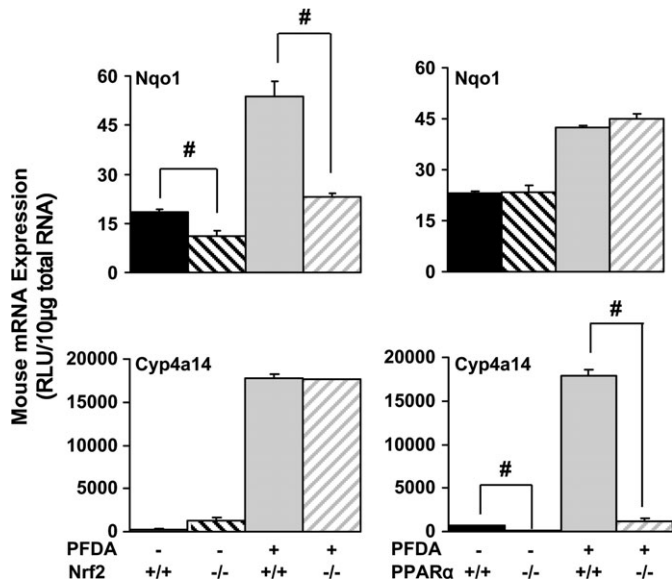 Mouse mRNA Expression
(RLU/10µg total RNA)
Nqo1
60
45
30
15
0
#
#
Nqo1
60
45
30
15
0
Cyp4a14
20000
15000
10000
5000
0
Cyp4a14
20000
15000
10000
5000
0
#
#
PFDA - - + +
Nrf2 +/+ -/- +/+ -/-
PFDA - - + +
PPARα +/+ -/- +/+ -/-